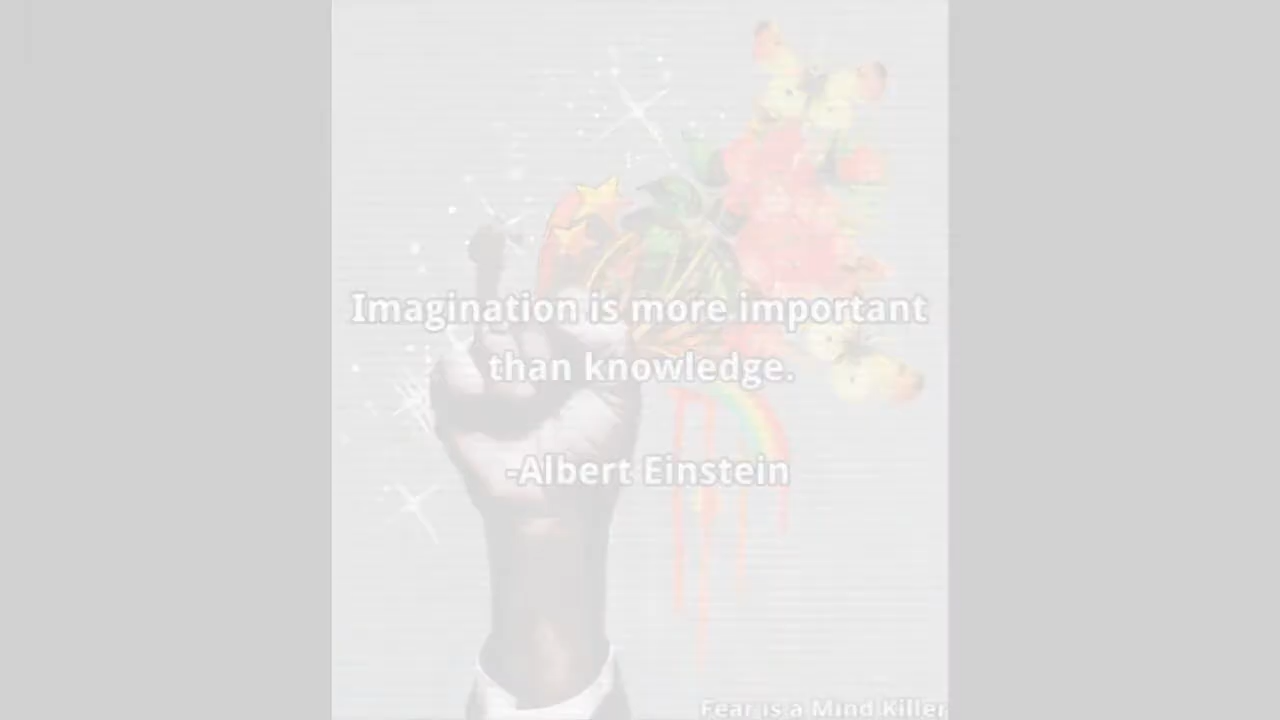 Imagination is more important
than knowledge.
-Albert Einstein
Fear is a Mind Killer